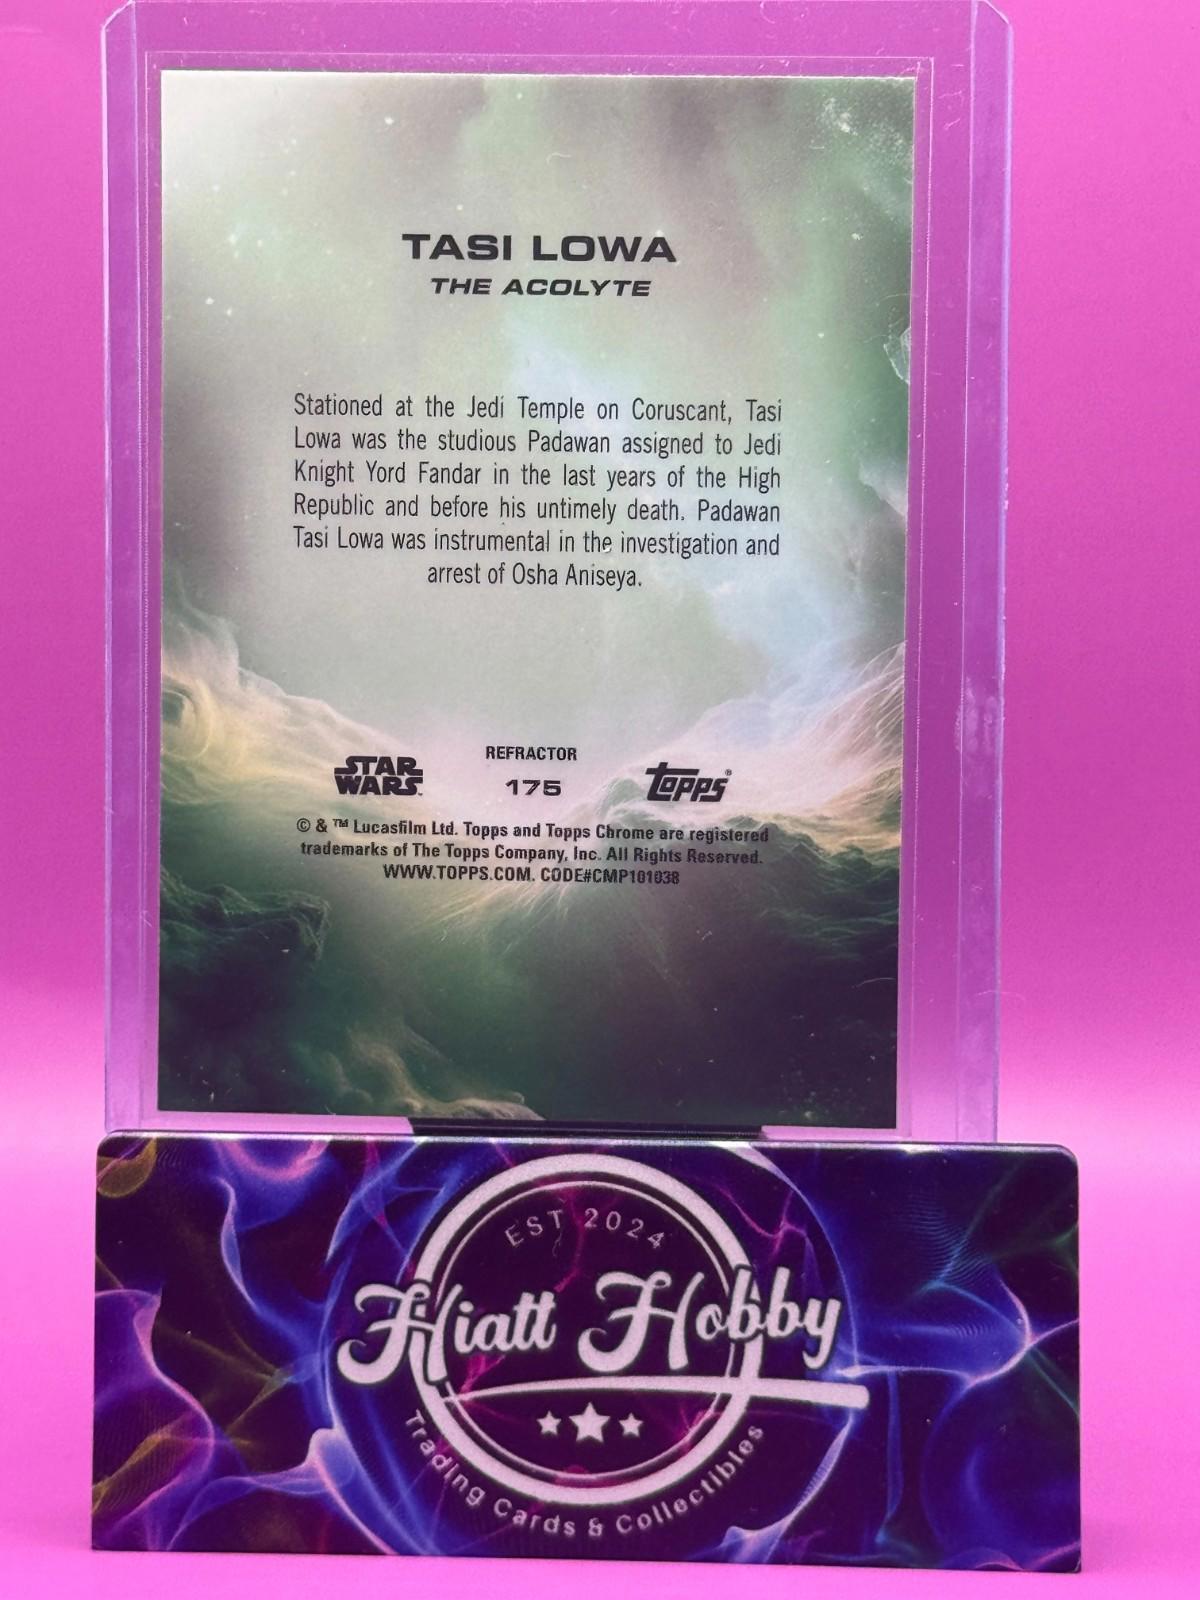 TASI LOWA
THE ACOLYTE
Stationed at the Jedi Temple on Coruscant, Tasi
Lowa was the studious Padawan assigned to Jedi
Knight Yord Fandar in the last years of the High
Republic and before his untimely death. Padawan
Tasi Lowa was instrumental in the investigation and
arrest of Osha Aniseya.
STAR
WARS™
REFRACTOR
175
topps®
© & ™ Lucasfilm Ltd. Topps and Topps Chrome are registered
trademarks of The Topps Company, Inc. All Rights Reserved.
WWW.TOPPS.COM. CODE#CMP101038
EST 2024
Hiatt Hobby
Trading Cards & Collectibles